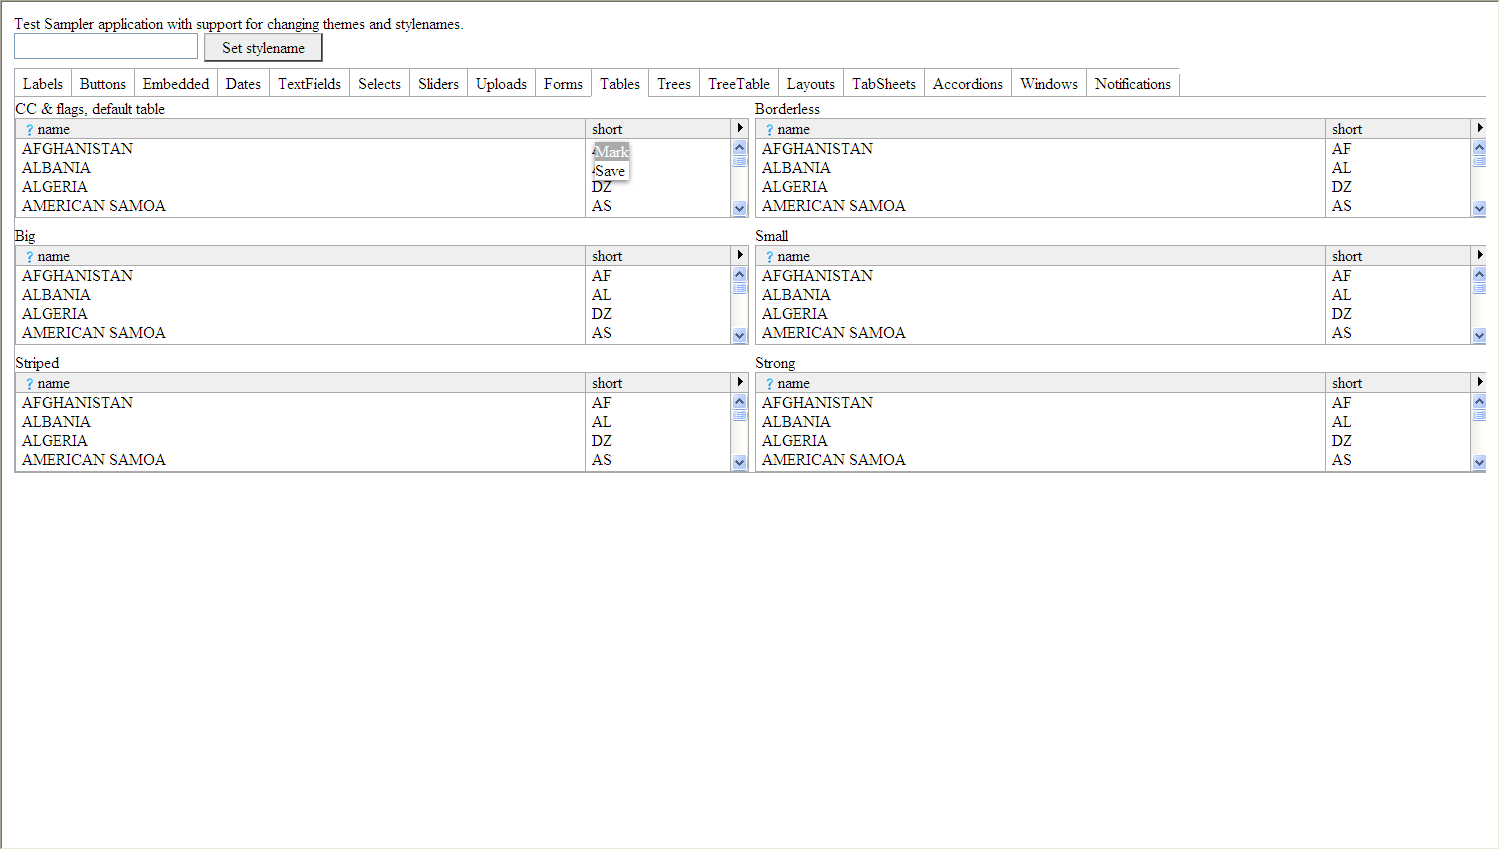 Test Sampler application with support for changing themes and stylenames.
Set stylename
Labels Buttons Embedded Dates TextFields Selects Sliders Uploads Forms Tables Trees TreeTable Layouts TabSheets Accordions Windows Notifications
CC & flags, default table
? name short
AFGHANISTAN
Mark
ALBANIA
Save
ALGERIA DZ
AMERICAN SAMOA AS
Borderless
? name short
AFGHANISTAN AF
ALBANIA AL
ALGERIA DZ
AMERICAN SAMOA AS
Big
? name short
AFGHANISTAN AF
ALBANIA AL
ALGERIA DZ
AMERICAN SAMOA AS
Small
? name short
AFGHANISTAN AF
ALBANIA AL
ALGERIA DZ
AMERICAN SAMOA AS
Striped
? name short
AFGHANISTAN AF
ALBANIA AL
ALGERIA DZ
AMERICAN SAMOA AS
Strong
? name short
AFGHANISTAN AF
ALBANIA AL
ALGERIA DZ
AMERICAN SAMOA AS